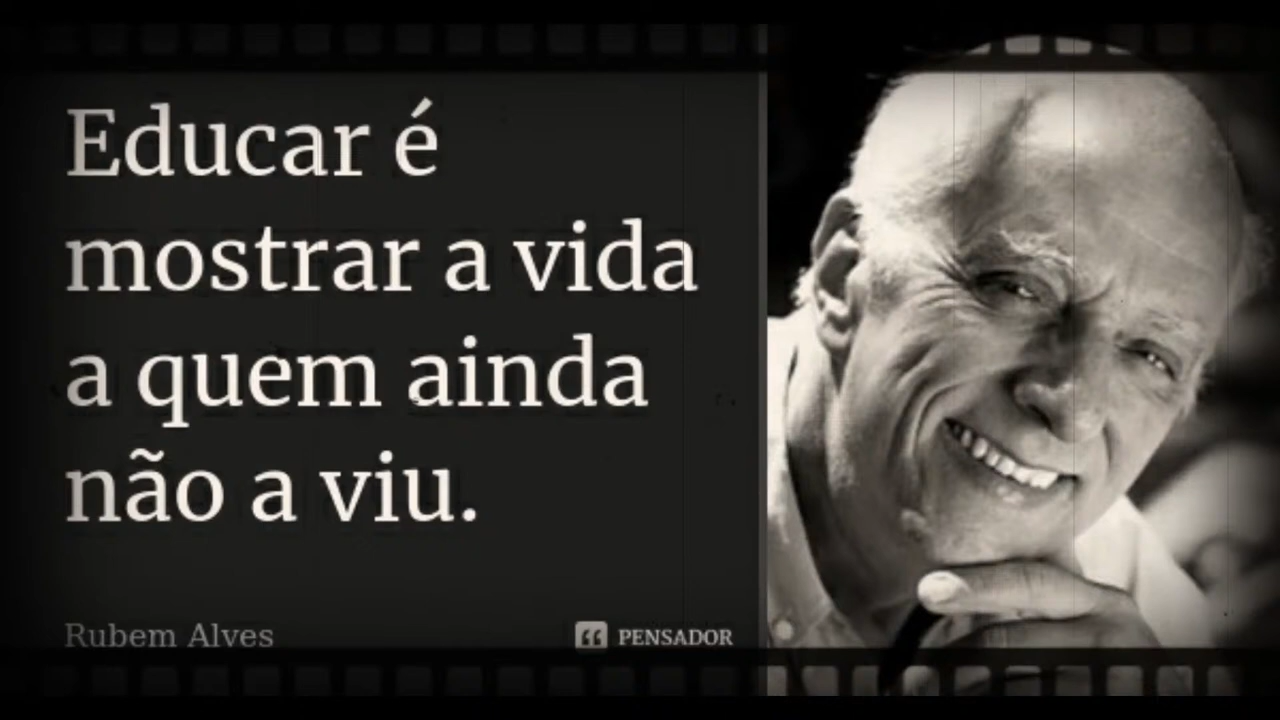 Educar é
mostrar a vida
a quem ainda
não a viu.
Rubem Alves
PENSADOR